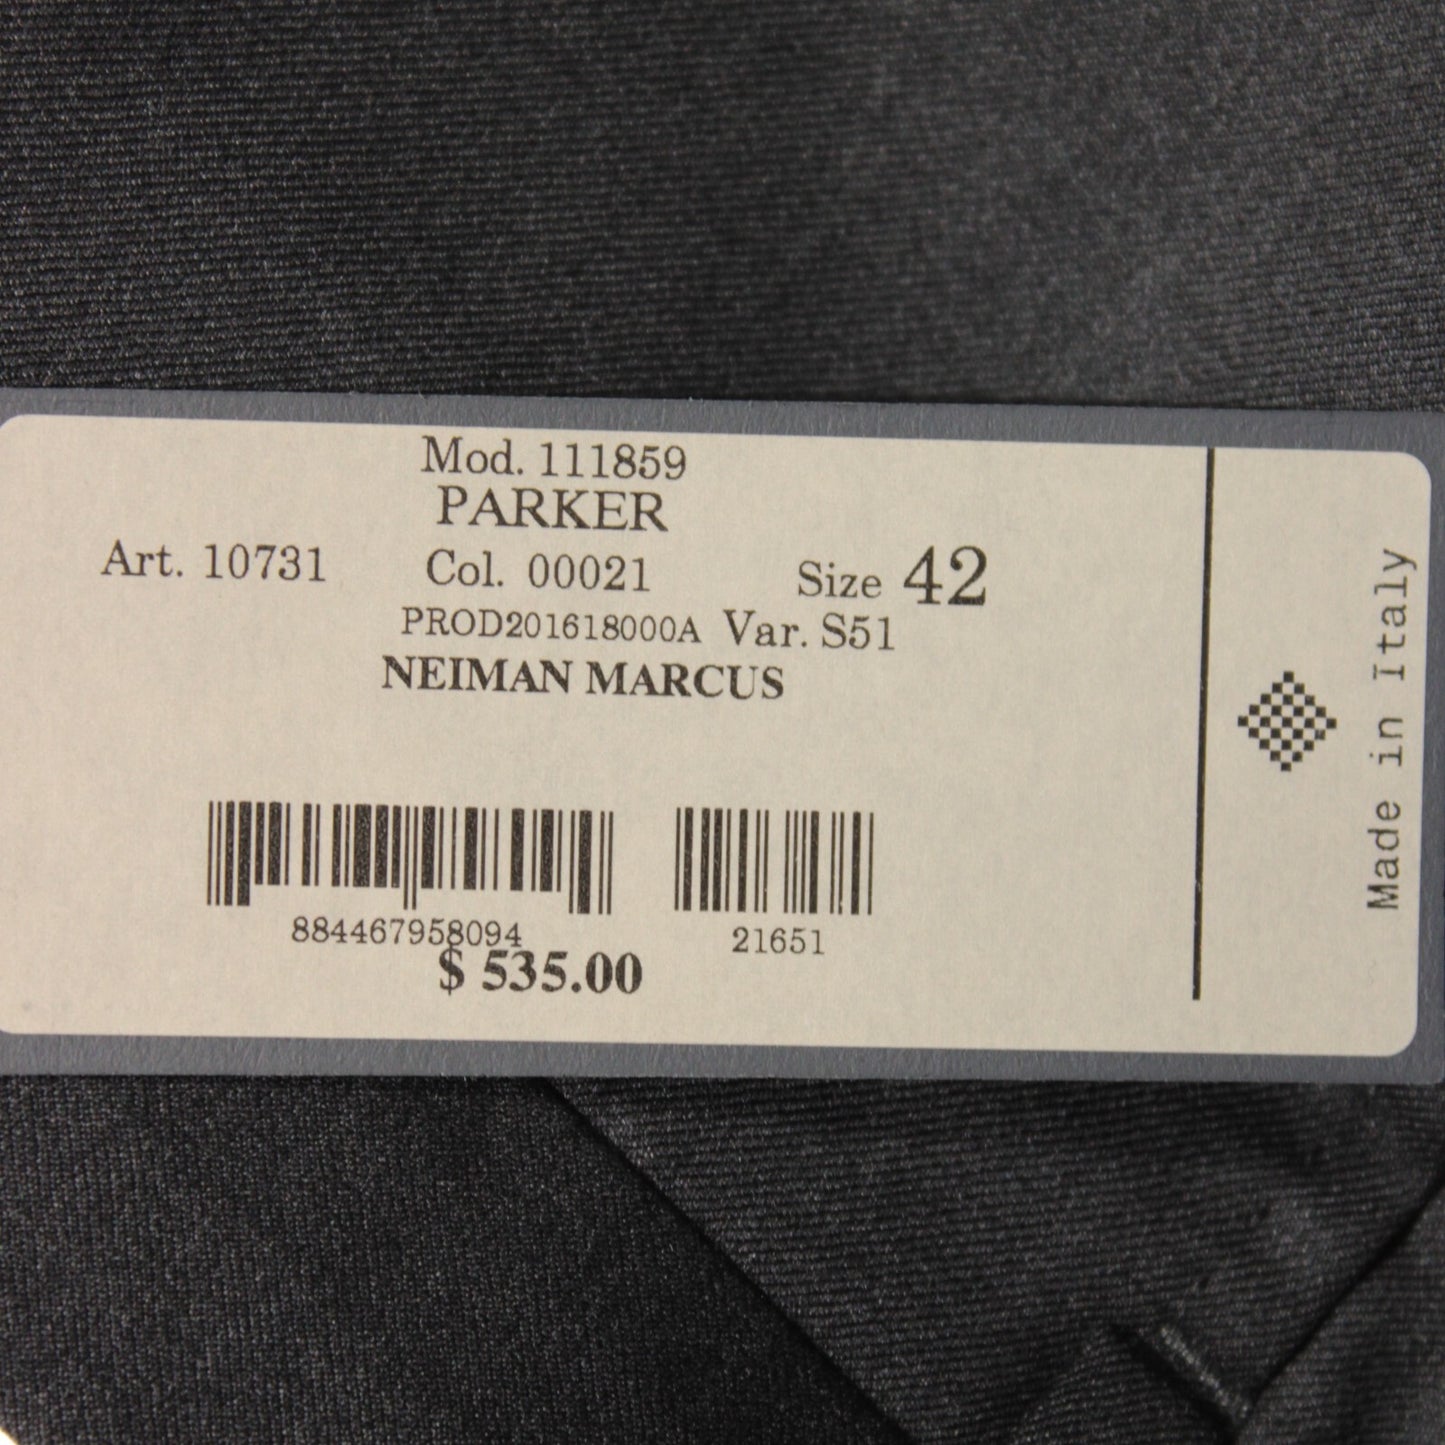 Mod. 111859
PARKER
Art. 10731 Col. 00021 Size 42
PROD201618000A Var. S51
NEIMAN MARCUS
884467958094 21651
$ 535.00
Made in Italy